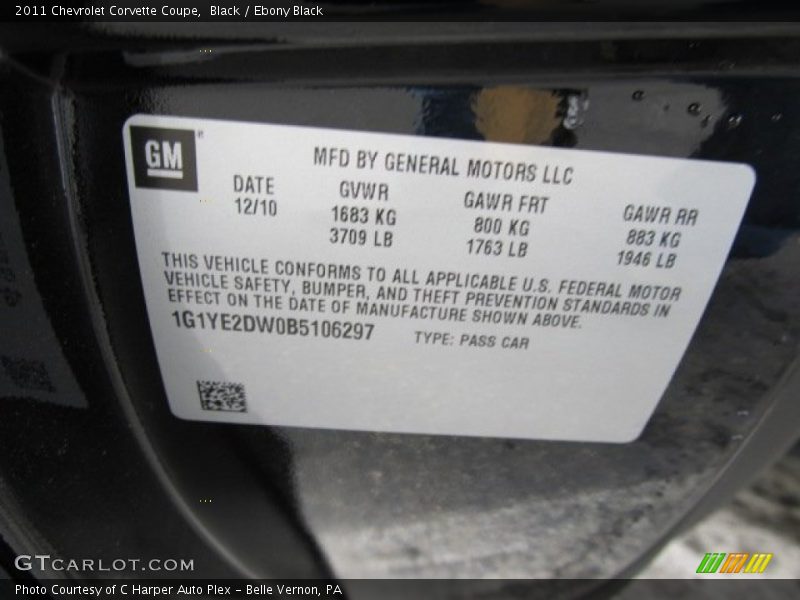 2011 Chevrolet Corvette Coupe,  Black / Ebony Black
GM
MFD BY GENERAL MOTORS LLC
DATE GVWR GAWR FRT GAWR RR
12/10 1683 KG 800 KG 883 KG
3709 LB 1763 LB 1946 LB
THIS VEHICLE CONFORMS TO ALL APPLICABLE U.S. FEDERAL MOTOR
VEHICLE SAFETY, BUMPER, AND THEFT PREVENTION STANDARDS IN
EFFECT ON THE DATE OF MANUFACTURE SHOWN ABOVE.
1G1YE2DW0B5106297 TYPE: PASS CAR
GTCARLOT.COM
Photo Courtesy of C Harper Auto Plex - Belle Vernon, PA